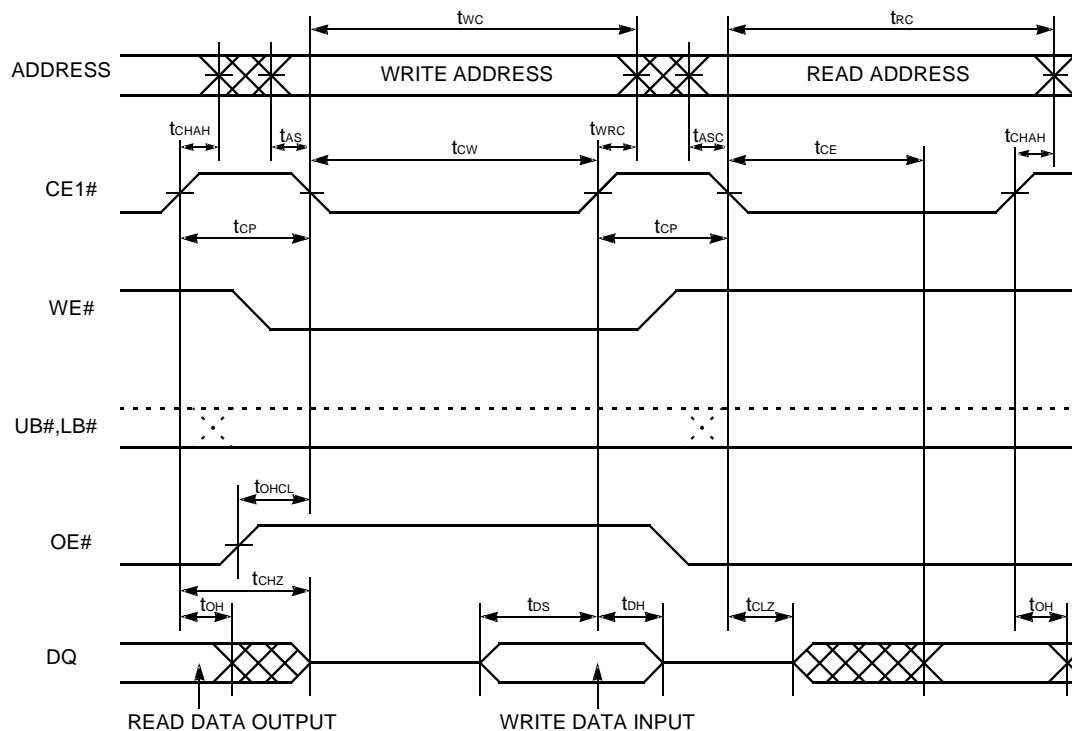 tWC tRC
ADDRESS WRITE ADDRESS READ ADDRESS
tCHAH tAS tCW tWRC tASC tCE tCHAH
CE1#
tCP tCP
WE#
UB#,LB#
tOHCL
OE#
tCHZ
tOH tDS tDH tCLZ tOH
DQ
READ DATA OUTPUT WRITE DATA INPUT